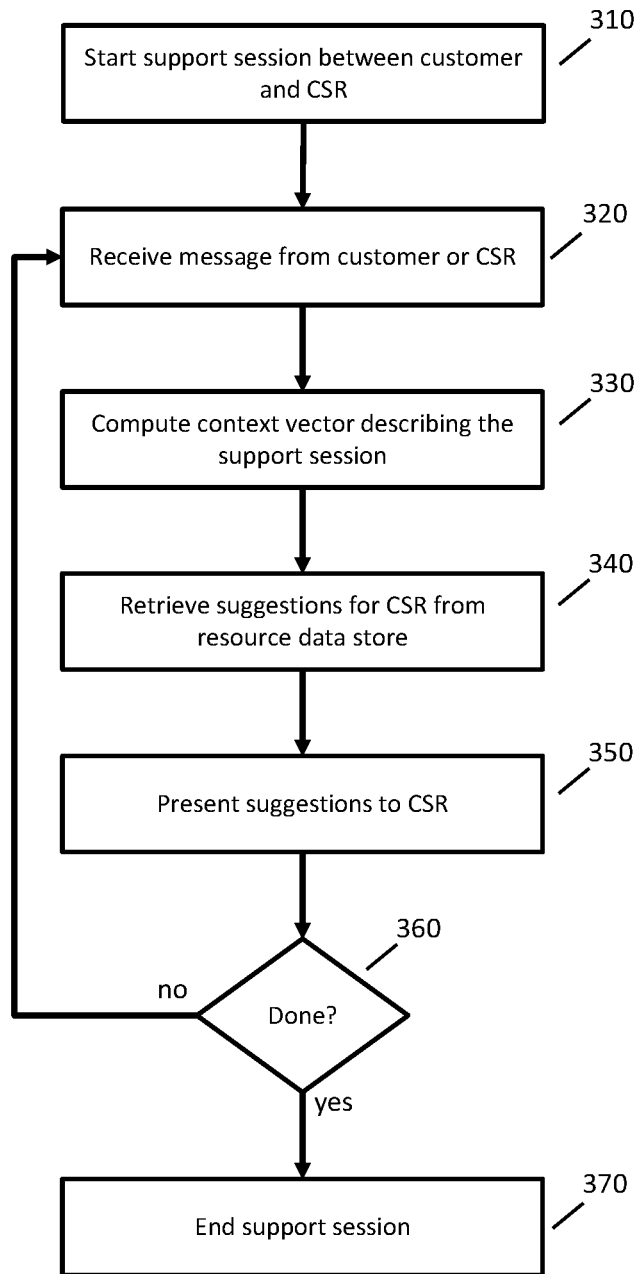 310
Start support session between customer
and CSR
320
Receive message from customer or CSR
330
Compute context vector describing the
support session
340
Retrieve suggestions for CSR from
resource data store
350
Present suggestions to CSR
360
no
Done?
yes
370
End support session